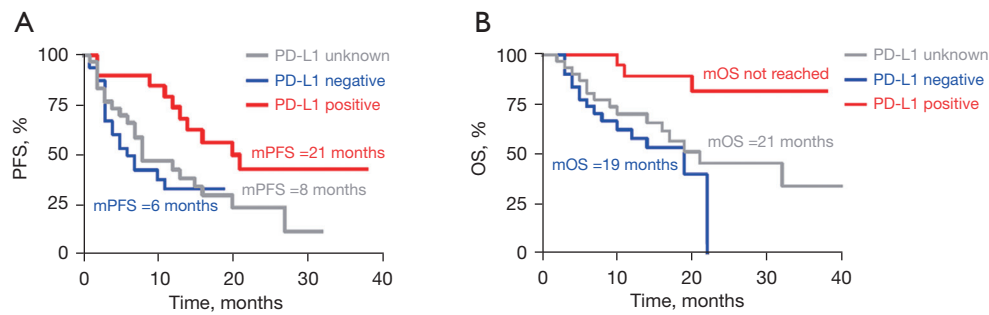 A
PD-L1 unknown
PD-L1 negative
PD-L1 positive
PFS, %
100
75
50
25
0
mPFS =21 months
mPFS =8 months
mPFS =6 months
0 10 20 30 40
Time, months
B
PD-L1 unknown
PD-L1 negative
PD-L1 positive
OS, %
100
75
50
25
0
mOS not reached
mOS =21 months
mOS =19 months
0 10 20 30 40
Time, months